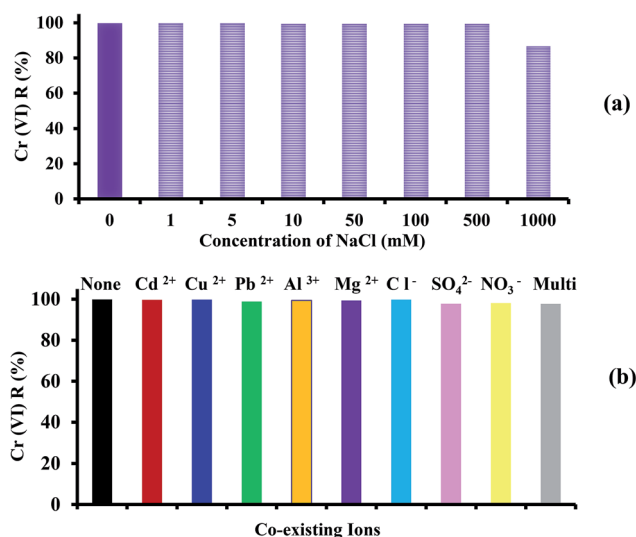 100
80
60
40
20
0
Cr (VI) R (%)
0 1 5 10 50 100 500 1000
Concentration of NaCl (mM)
(a)
None Cd 2+ Cu 2+ Pb 2+ Al 3+ Mg 2+ C l - SO4 2- NO3 - Multi
100
80
60
40
20
0
Cr (VI) R (%)
Co-existing Ions
(b)